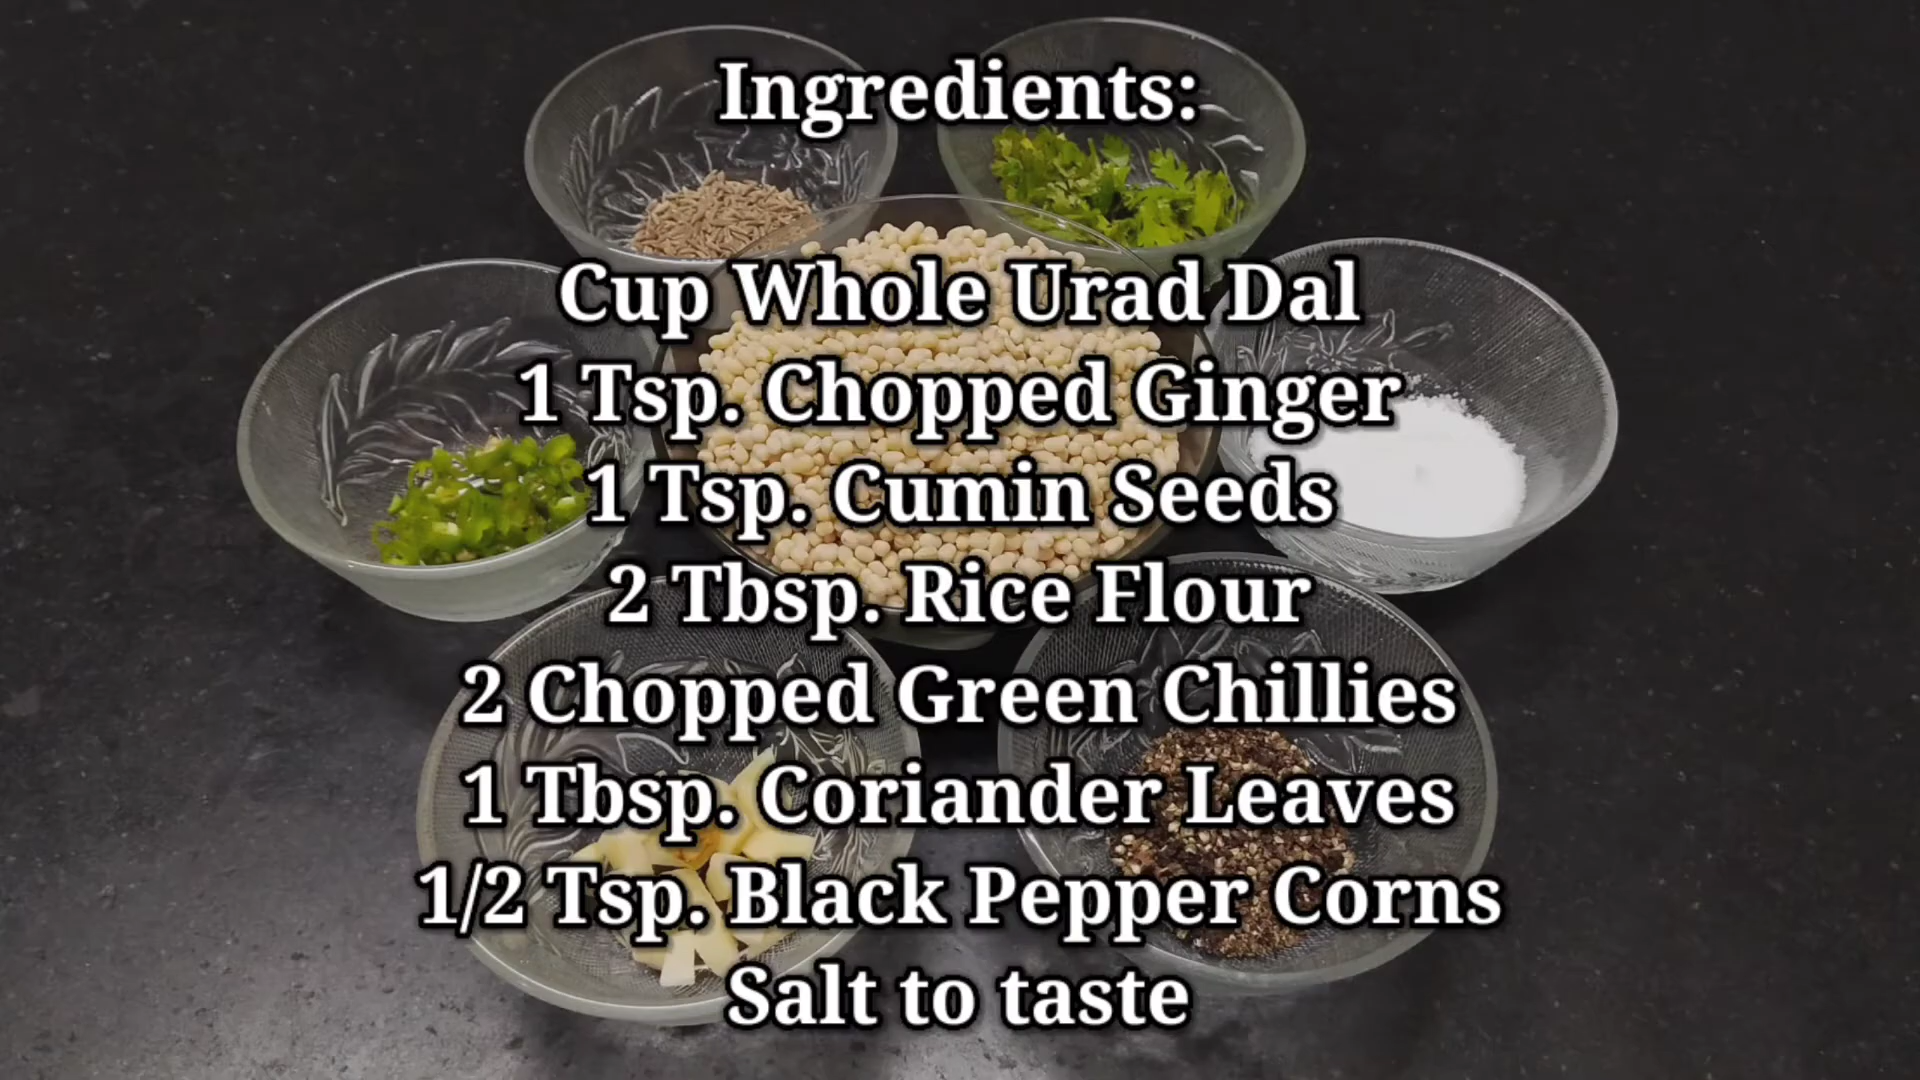 Ingredients:
Cup Whole Urad Dal
1 Tsp. Chopped Ginger
1 Tsp. Cumin Seeds
2 Tbsp. Rice Flour
2 Chopped Green Chillies
1 Tbsp. Coriander Leaves
1/2 Tsp. Black Pepper Corns
Salt to taste